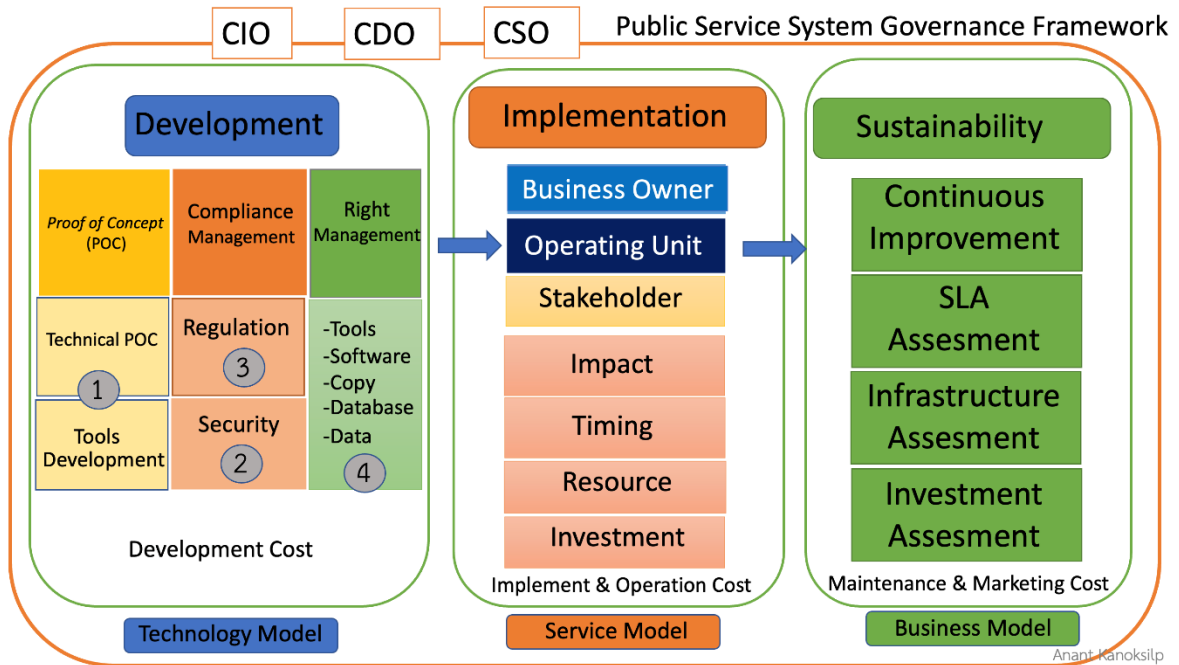 CIO
CDO
CSO
Public Service System Governance Framework
Development
Proof of Concept
(POC)
Compliance
Management
Right
Management
Technical POC
1
Tools
Development
Regulation
3
Security
2
-Tools
-Software
-Copy
-Database
-Data
4
Development Cost
Technology Model
Implementation
Business Owner
Operating Unit
Stakeholder
Impact
Timing
Resource
Investment
Implement & Operation Cost
Service Model
Sustainability
Continuous
Improvement
SLA
Assesment
Infrastructure
Assesment
Investment
Assesment
Maintenance & Marketing Cost
Business Model
Anant Kanoksilp